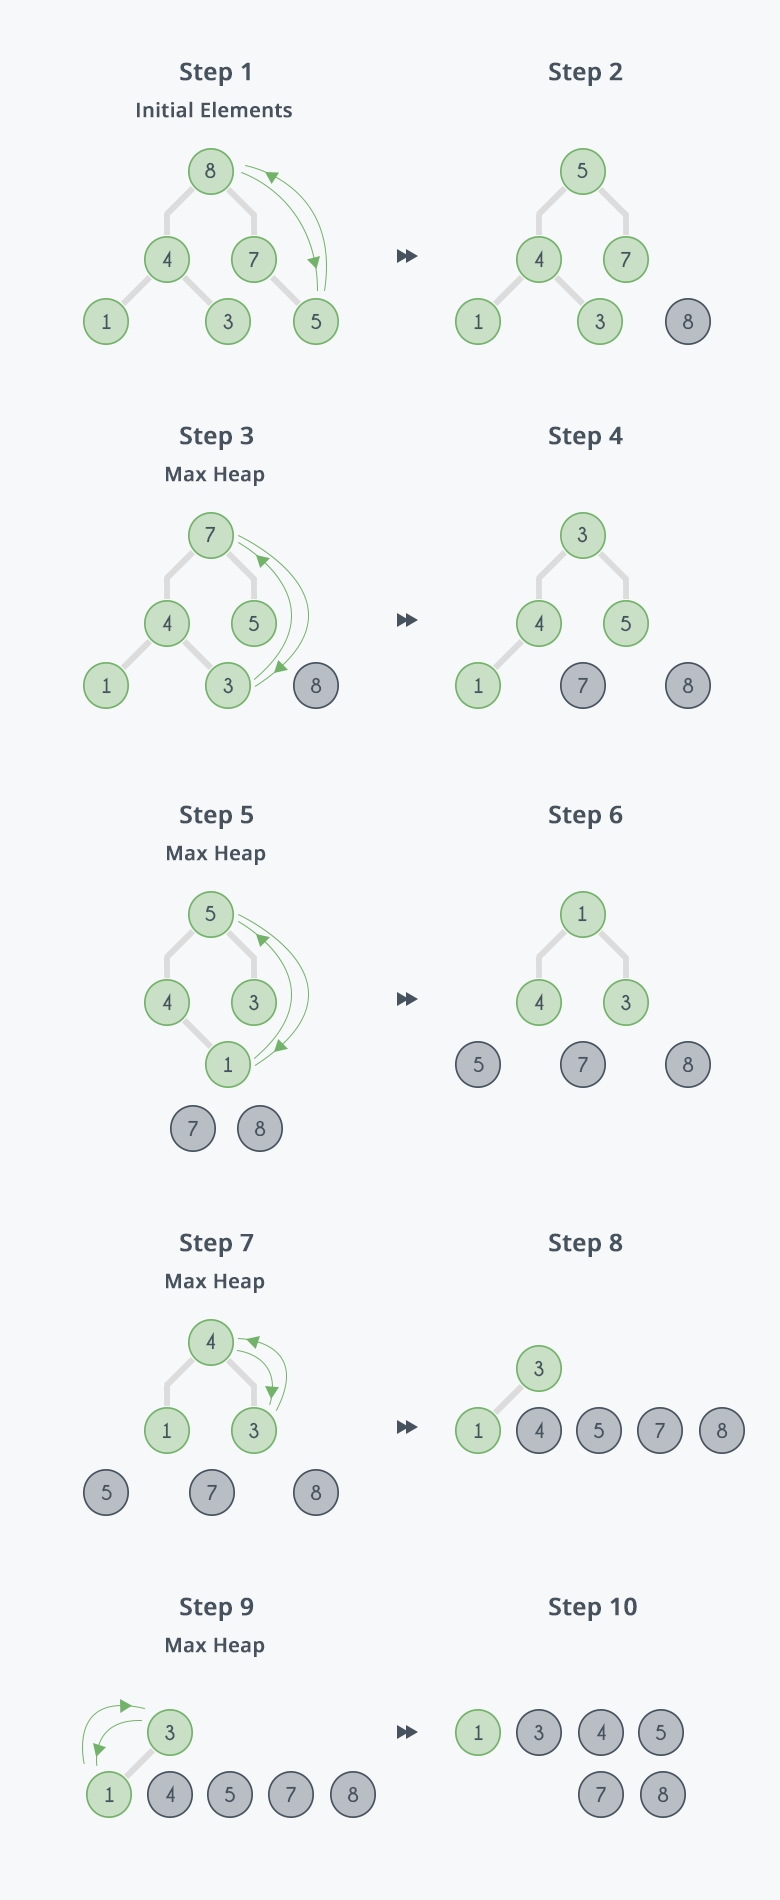 Step 1 Step 2
Initial Elements
8 5
4 7 4 7
1 3 5 1 3 8
Step 3 Step 4
Max Heap
7 3
4 5 4 5
1 3 8 1 7 8
Step 5 Step 6
Max Heap
5 1
4 3 4 3
1 5 7 8
7 8
Step 7 Step 8
Max Heap
4 3
1 3 1 4 5 7 8
5 7 8
Step 9 Step 10
Max Heap
3 1 3 4 5
1 4 5 7 8 7 8